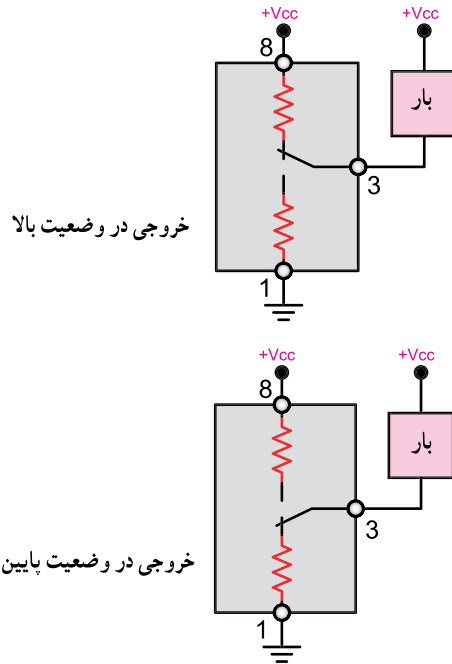 +Vcc +Vcc
8
بار
3
خروجی در وضعیت بالا
1
+Vcc +Vcc
8
بار
3
خروجی در وضعیت پایین
1